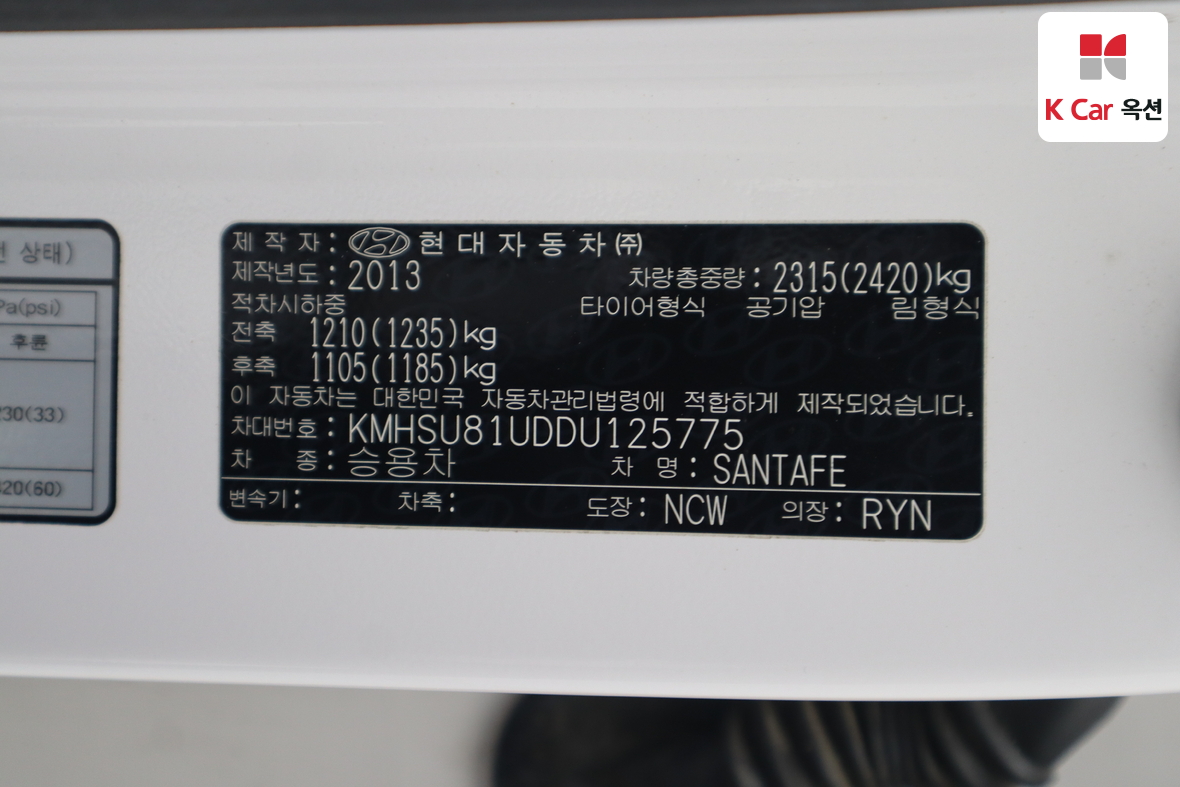 K Car 옥션
상태)
Pa(psi)
후륜
230(33)
420(60)
제 작 자 : HYUNDAI 현 대 자 동 차 ㈜
제작년도 : 2013 차량총중량 : 2315(2420)kg
적차시하중 타이어형식 공기압 림형식
전축 1210(1235)kg
후축 1105(1185)kg
이 자동차는 대한민국 자동차관리법령에 적합하게 제작되었습니다.
차대번호 : KMHSU81UDDU125775
차 종 : 승용차 차 명 : SANTAFE
변속기 : 차축 : 도장 : NCW 의장 : RYN